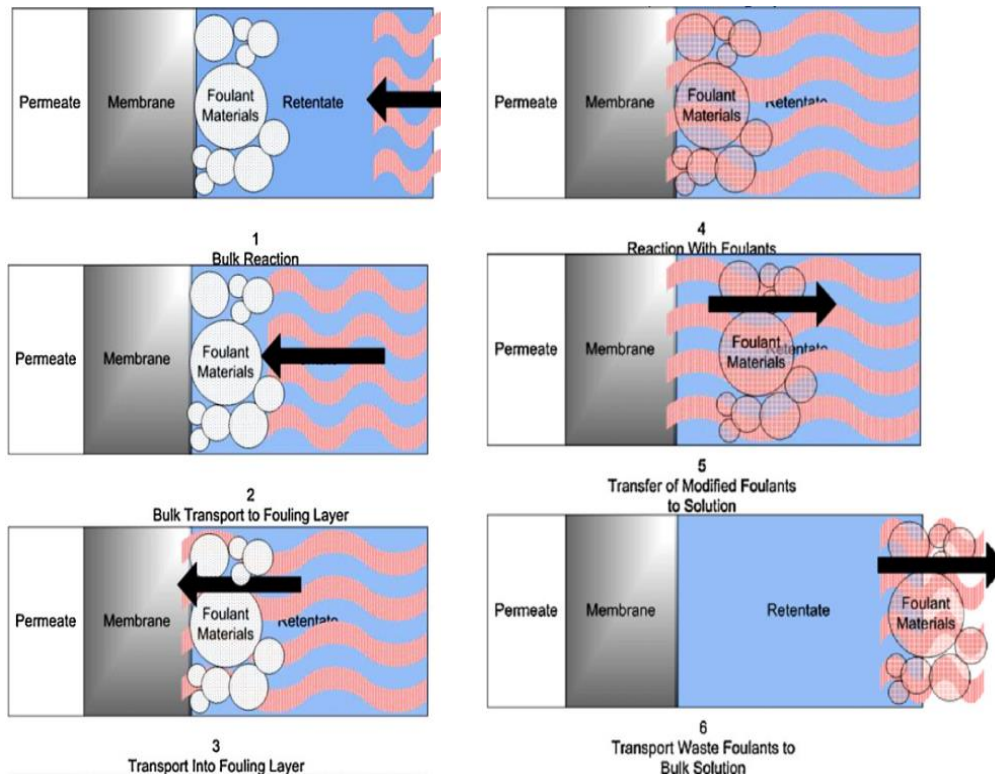 Permeate
Membrane
Foulant
Materials
Retentate
1
Bulk Reaction
Permeate
Membrane
Foulant
Materials
2
Bulk Transport to Fouling Layer
Permeate
Membrane
Foulant
Materials
Retentate
3
Transport Into Fouling Layer
Permeate
Membrane
Foulant
Materials
Retentate
4
Reaction With Foulants
Permeate
Membrane
Foulant
Materials
Retentate
5
Transfer of Modified Foulants
to Solution
Permeate
Membrane
Retentate
Foulant
Materials
6
Transport Waste Foulants to
Bulk Solution